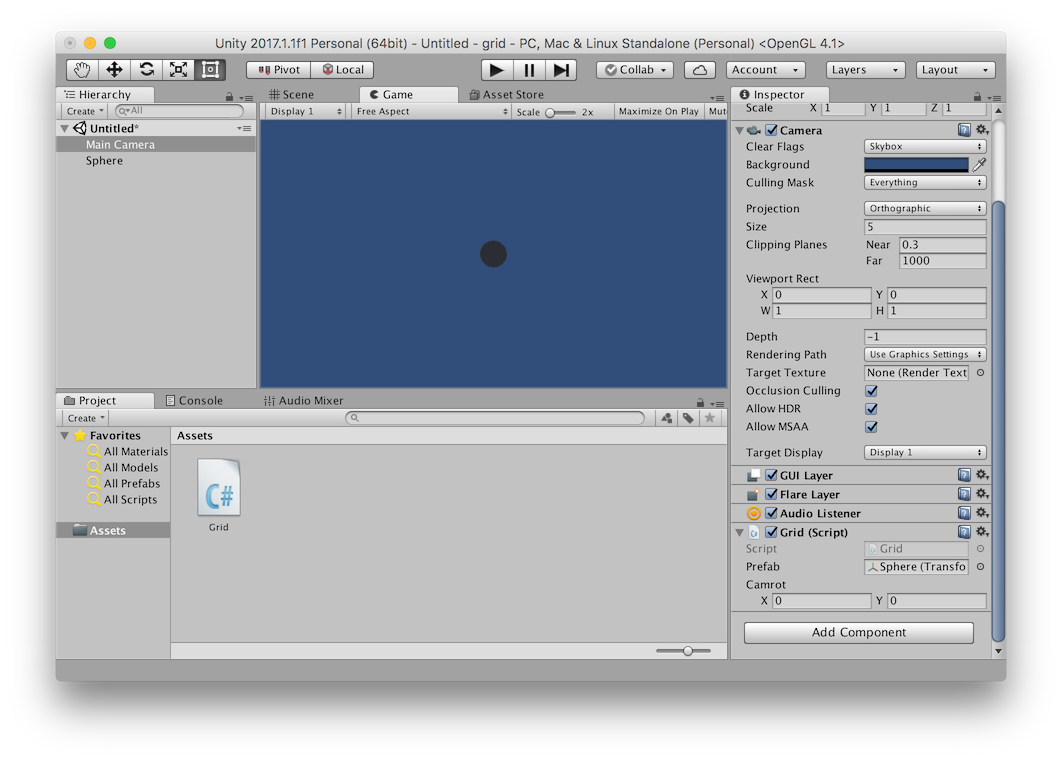 Unity 2017.1.1f1 Personal (64bit) - Untitled - grid - PC, Mac & Linux Standalone (Personal) <OpenGL 4.1>
Pivot Local Collab Account Layers Layout
Hierarchy
Create All
Untitled*
Main Camera
Sphere
Scene Game Asset Store
Display 1 Free Aspect Scale 2x Maximize On Play Mut
Project Console Audio Mixer
Create
Favorites
All Materials
All Models
All Prefabs
All Scripts
Assets
Assets
C#
Grid
Inspector
Scale X 1 Y 1 Z 1
Camera
Clear Flags Skybox
Background
Culling Mask Everything
Projection Orthographic
Size 5
Clipping Planes Near 0.3
Far 1000
Viewport Rect
X 0 Y 0
W 1 H 1
Depth -1
Rendering Path Use Graphics Settings
Target Texture None (Render Text
Occlusion Culling
Allow HDR
Allow MSAA
Target Display Display 1
GUI Layer
Flare Layer
Audio Listener
Grid (Script)
Script Grid
Prefab Sphere (Transfo
Camrot
X 0 Y 0
Add Component